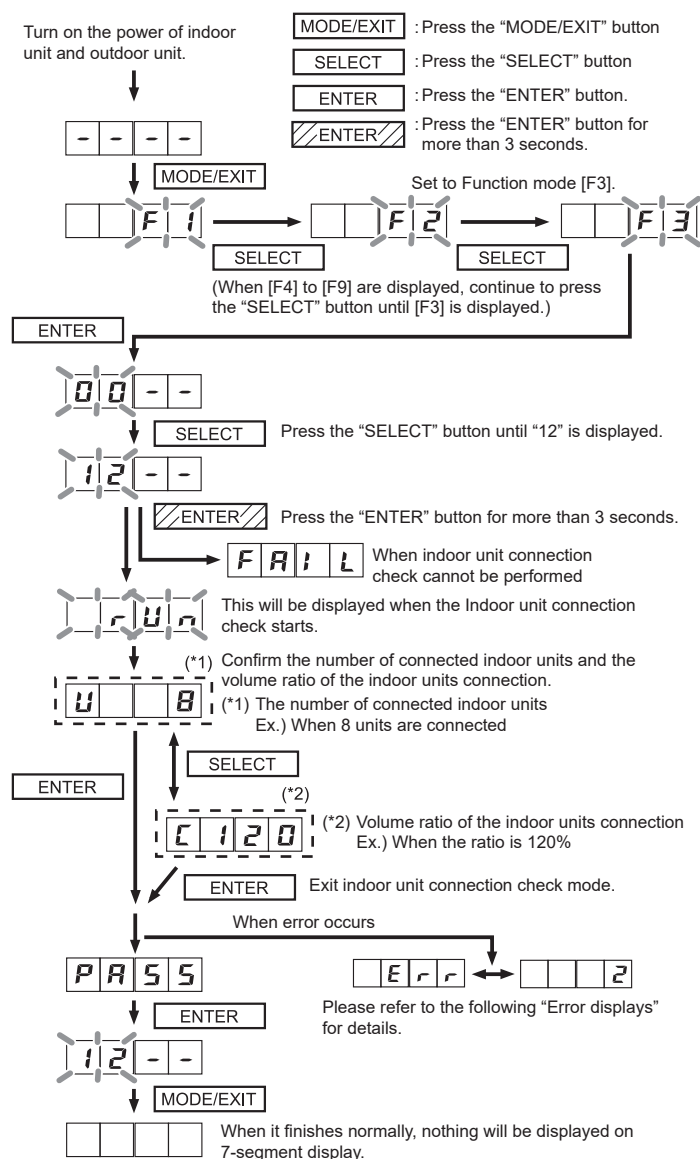 Turn on the power of indoor
unit and outdoor unit.
MODE/EXIT : Press the “MODE/EXIT” button
SELECT : Press the “SELECT” button
ENTER : Press the “ENTER” button.
ENTER : Press the “ENTER” button for
more than 3 seconds.
- - - -
MODE/EXIT
Set to Function mode [F3].
F 1
F 2
F 3
SELECT
SELECT
(When [F4] to [F9] are displayed, continue to press
the “SELECT” button until [F3] is displayed.)
ENTER
0 0 - -
SELECT Press the “SELECT” button until “12” is displayed.
1 2 - -
ENTER Press the “ENTER” button for more than 3 seconds.
F A I L When indoor unit connection
check cannot be performed
r U n This will be displayed when the Indoor unit connection
check starts.
(*1) Confirm the number of connected indoor units and the
volume ratio of the indoor units connection.
U 8 (*1) The number of connected indoor units
Ex.) When 8 units are connected
SELECT
ENTER
(*2)
C 1 2 0 (*2) Volume ratio of the indoor units connection
Ex.) When the ratio is 120%
ENTER Exit indoor unit connection check mode.
When error occurs
P A S S
E r r
2
ENTER
Please refer to the following “Error displays”
for details.
1 2 - -
MODE/EXIT
When it finishes normally, nothing will be displayed on
7-segment display.